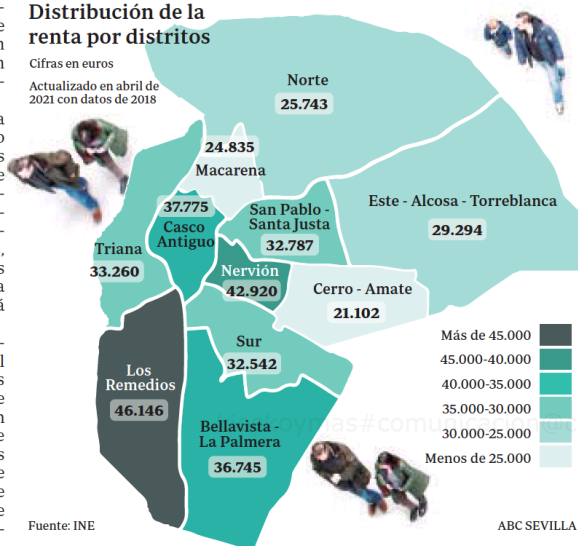 Distribución de la
renta por distritos
Cifras en euros
Actualizado en abril de
2021 con datos de 2018
Norte
25.743
24.835
Macarena
37.775
Casco
Antiguo
San Pablo -
Santa Justa
32.787
Este - Alcosa - Torreblanca
29.294
Triana
33.260
Nervión
42.920
Cerro - Amate
21.102
Sur
32.542
Los
Remedios
46.146
Bellavista -
La Palmera
36.745
Más de 45.000
45.000-40.000
40.000-35.000
35.000-30.000
30.000-25.000
Menos de 25.000
Fuente: INE
ABC SEVILLA